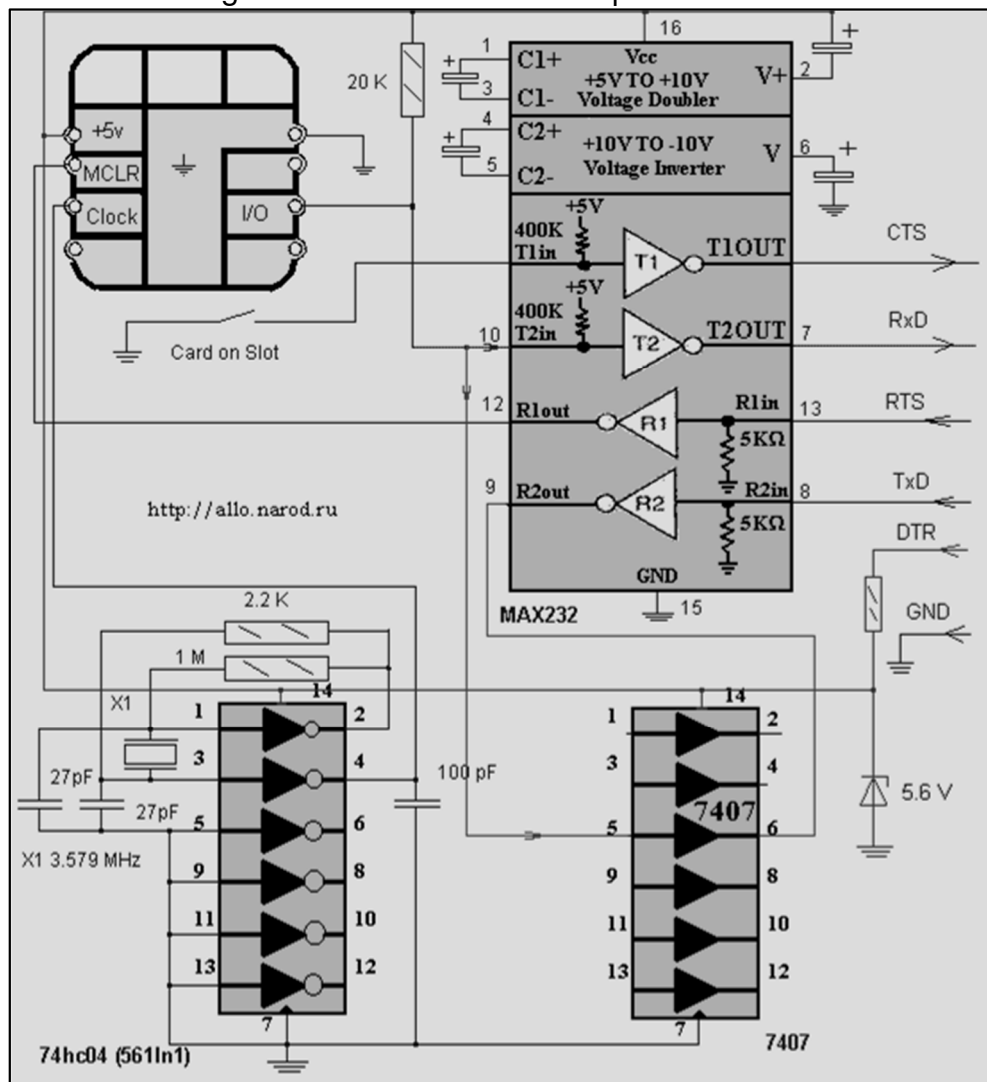 16
1
C1+
Vcc
+5V TO +10V
Voltage Doubler
V+
2
3
C1-
20 K
4
C2+
+10V TO -10V
Voltage Inverter
V
6
5
C2-
+5v
MCLR
Clock
I/O
+5V
400K
T1in
T1
T1OUT
CTS
+5V
400K
10
T2in
T2
T2OUT
7
RxD
Card on Slot
12
R1out
R1
R1in
13
RTS
5KΩ
9
R2out
R2
R2in
8
TxD
5KΩ
http://allo.narod.ru
DTR
GND
15
MAX232
GND
2.2 K
1 M
X1
14
1
2
3
4
27pF
27pF
5
6
X1 3.579 MHz
9
8
11
10
13
12
7
74hc04 (561ln1)
100 pF
14
1
2
3
4
7407
5
6
9
8
11
10
13
12
7
7407
5.6 V